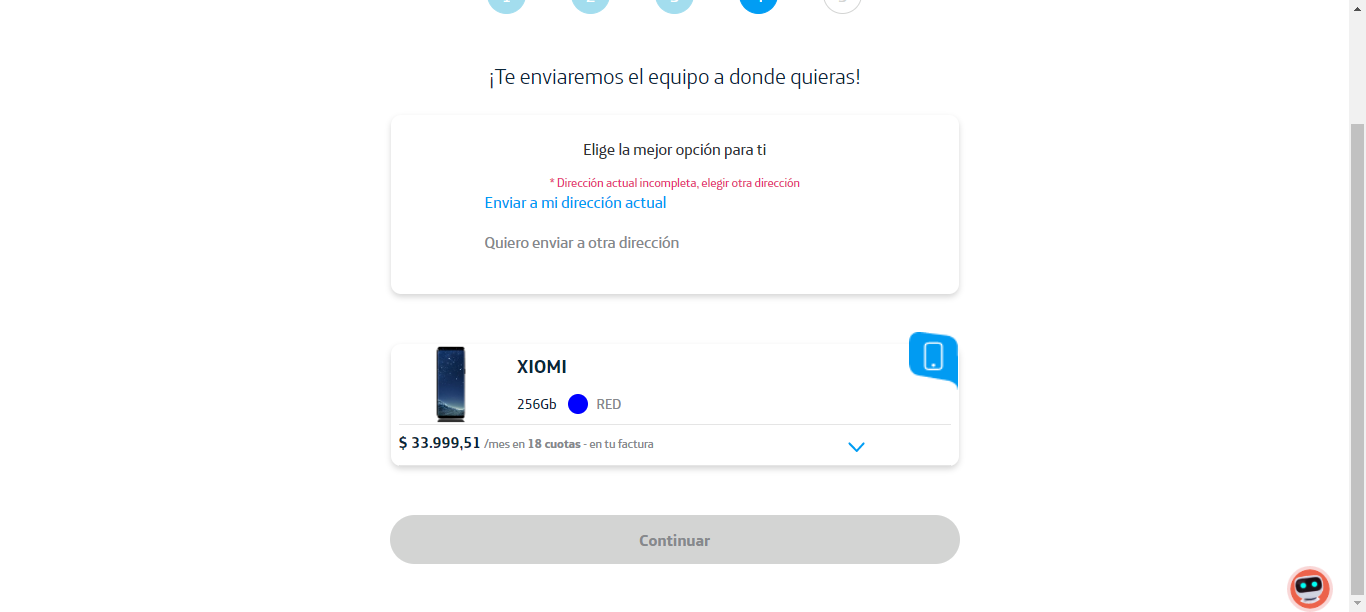 ¡Te enviaremos el equipo a donde quieras!
Elige la mejor opción para ti
* Dirección actual incompleta, elegir otra dirección
Enviar a mi dirección actual
Quiero enviar a otra dirección
XIOMI
256Gb RED
$ 33.999,51 /mes en 18 cuotas - en tu factura
Continuar